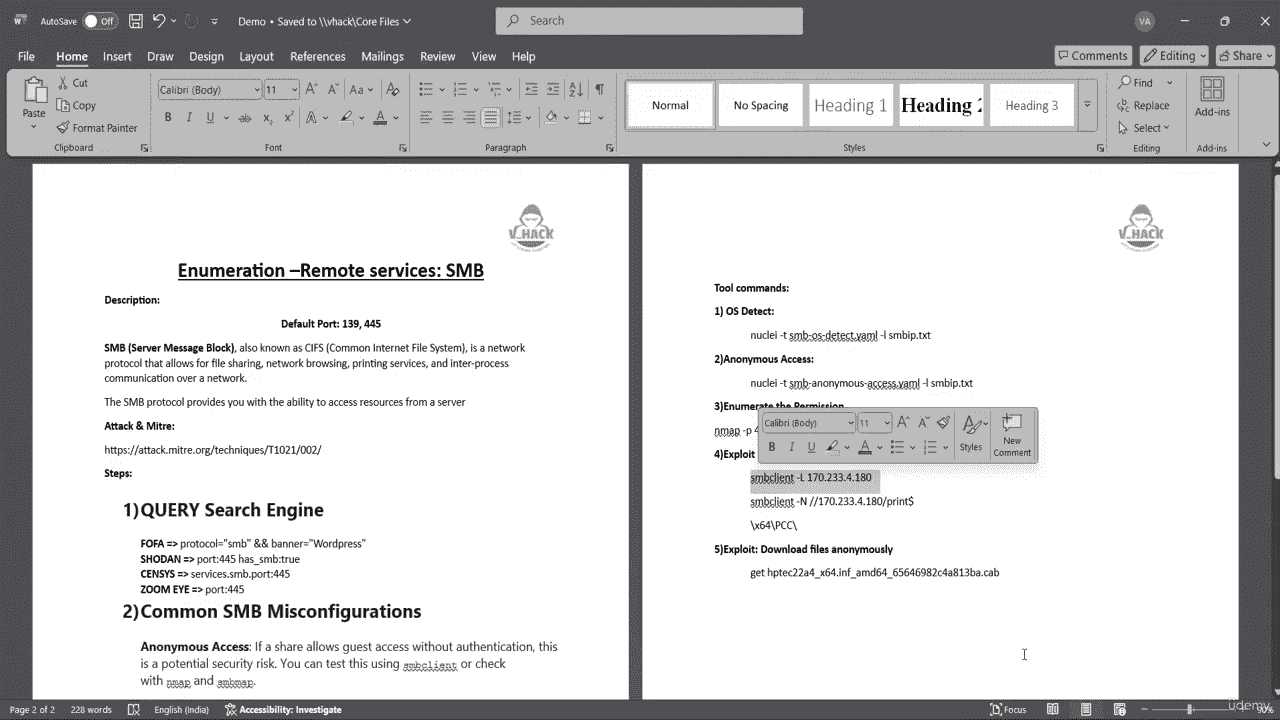 AutoSave Off Saved to \\vhack\Course Files
Search
VA
File Home Insert Draw Design Layout References Mailings Review View Help
Comments Editing Share
Paste
Cut
Copy
Format Painter
Clipboard
Calibri (Body) 11
Font
Paragraph
Normal
No Spacing
Heading 1
Heading 2
Heading 3
Styles
Find
Replace
Select
Editing
Add-ins
Add-ins
V_HACK
Enumeration –Remote services: SMB
Description:
Default Port: 139, 445
SMB (Server Message Block), also known as CIFS (Common Internet File System), is a network
protocol that allows for file sharing, network browsing, printing services, and inter-process
communication over a network.
The SMB protocol provides you with the ability to access resources from a server
Attack & Mitre:
https://attack.mitre.org/techniques/T1021/002/
Steps:
1)QUERY Search Engine
FOFA => protocol="smb" && banner="Wordpress"
SHODAN => port:445 has_smb:true
CENSYS => services.smb.port:445
ZOOM EYE => port:445
2)Common SMB Misconfigurations
Anonymous Access: If a share allows guest access without authentication, this
is a potential security risk. You can test this using smbclient or check
with nmap and smbmap.
V_HACK
Tool commands:
1) OS Detect:
nuclei -t smb-os-detect.yaml -l smbip.txt
2)Anonymous Access:
nuclei -t smb-anonymous-access.yaml -l smbip.txt
3)Enumerate the Permission
nmap -p
4)Exploit
Calibri (Body) 11
Styles
New
Comment
smbclient -L 170.233.4.180
smbclient -N //170.233.4.180/print$
\x64\PCC\
5)Exploit: Download files anonymously
get hptec22a4_x64.inf_amd64_65646982c4a813ba.cab
Page 2 of 2 228 words English (India) Accessibility: Investigate
Focus
Udemy